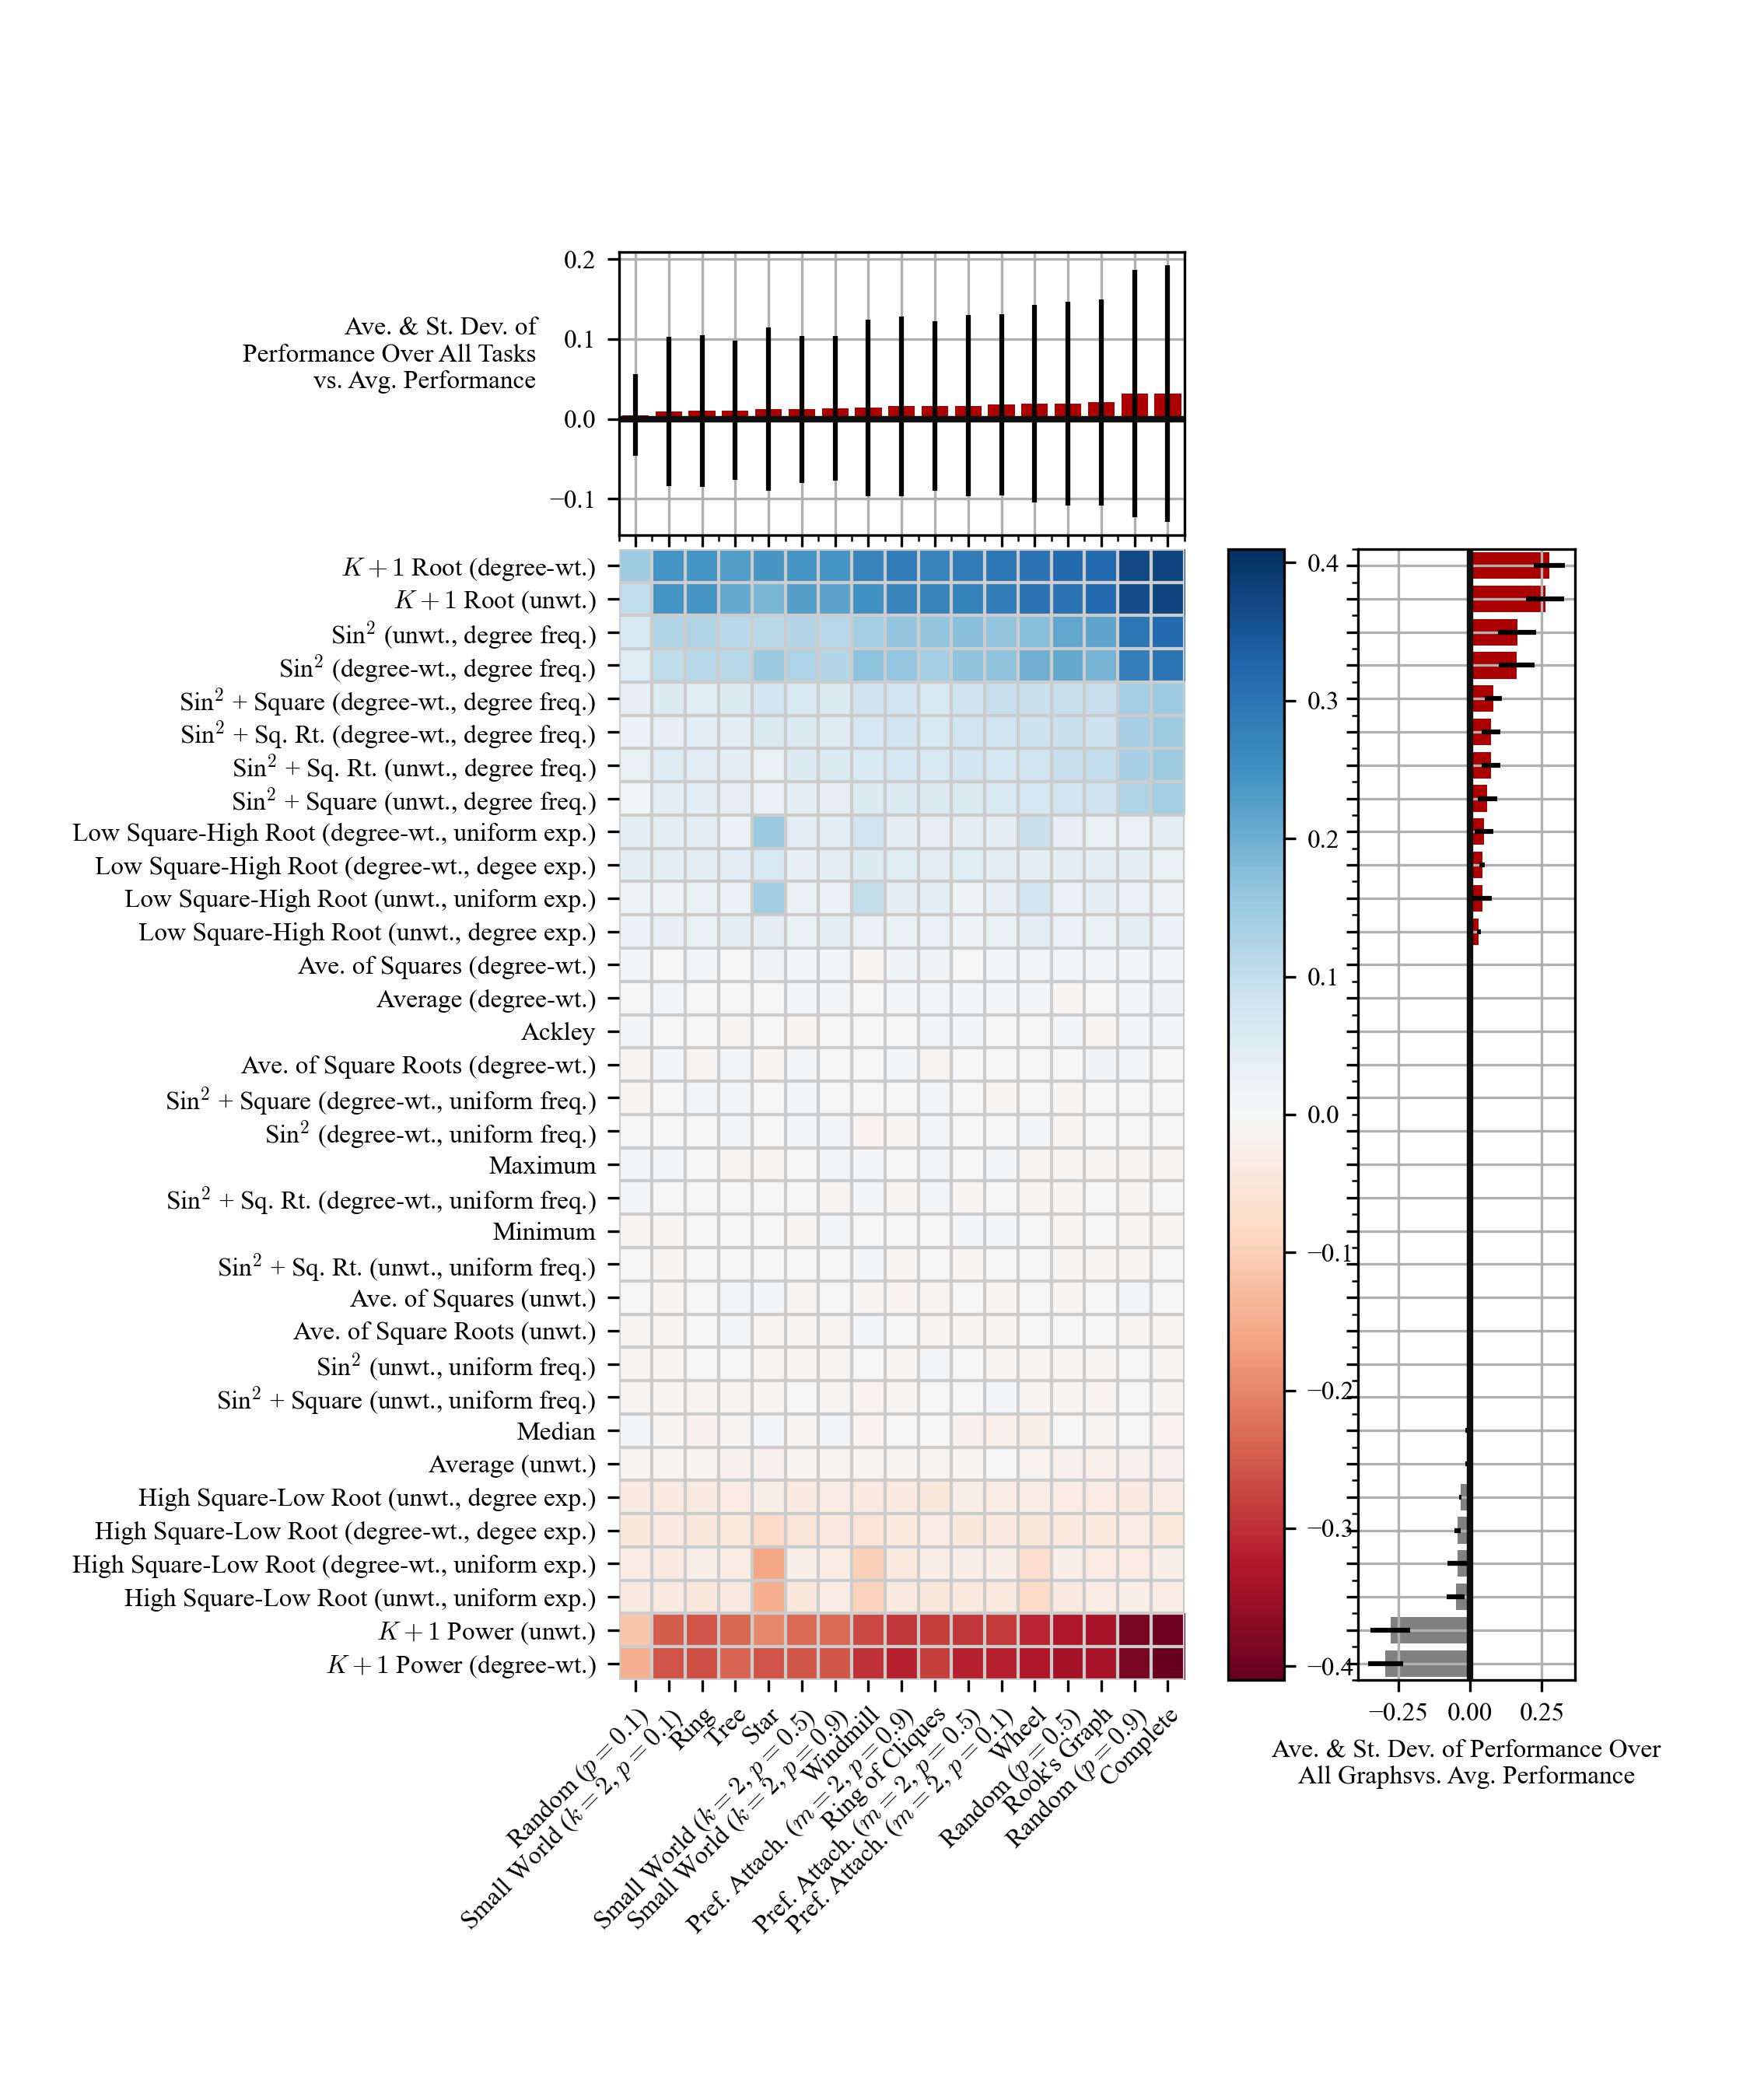 0.2
0.1
0.0
−0.1
Ave. & St. Dev. of
Performance Over All Tasks
vs. Avg. Performance
K + 1 Root (degree-wt.)
K + 1 Root (unwt.)
Sin² (unwt., degree freq.)
Sin² (degree-wt., degree freq.)
Sin² + Square (degree-wt., degree freq.)
Sin² + Sq. Rt. (degree-wt., degree freq.)
Sin² + Sq. Rt. (unwt., degree freq.)
Sin² + Square (unwt., degree freq.)
Low Square-High Root (degree-wt., uniform exp.)
Low Square-High Root (degree-wt., degee exp.)
Low Square-High Root (unwt., uniform exp.)
Low Square-High Root (unwt., degree exp.)
Ave. of Squares (degree-wt.)
Average (degree-wt.)
Ackley
Ave. of Square Roots (degree-wt.)
Sin² + Square (degree-wt., uniform freq.)
Sin² (degree-wt., uniform freq.)
Maximum
Sin² + Sq. Rt. (degree-wt., uniform freq.)
Minimum
Sin² + Sq. Rt. (unwt., uniform freq.)
Ave. of Squares (unwt.)
Ave. of Square Roots (unwt.)
Sin² (unwt., uniform freq.)
Sin² + Square (unwt., uniform freq.)
Median
Average (unwt.)
High Square-Low Root (unwt., degree exp.)
High Square-Low Root (degree-wt., degee exp.)
High Square-Low Root (degree-wt., uniform exp.)
High Square-Low Root (unwt., uniform exp.)
K + 1 Power (unwt.)
K + 1 Power (degree-wt.)
Random (p = 0.1)
Small World (k = 2, p = 0.1)
Ring
Tree
Star
Small World (k = 2, p = 0.5)
Small World (k = 2, p = 0.9)
Windmill
Pref. Attach. (m = 2, p = 0.9)
Ring of Cliques
Pref. Attach. (m = 2, p = 0.5)
Pref. Attach. (m = 2, p = 0.1)
Wheel
Random (p = 0.5)
Rook's Graph
Random (p = 0.9)
Complete
0.4
0.3
0.2
0.1
0.0
−0.1
−0.2
−0.3
−0.4
−0.25 0.00 0.25
Ave. & St. Dev. of Performance Over
All Graphsvs. Avg. Performance